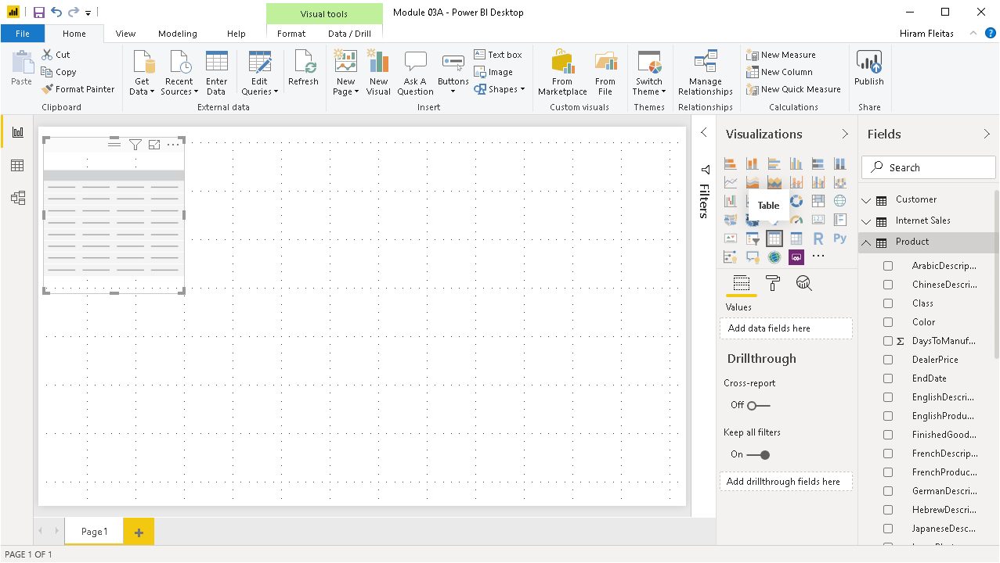 Visual tools
Module 03A - Power BI Desktop
File
Home
View
Modeling
Help
Format
Data / Drill
Hiram Fleitas
?
Paste
Cut
Copy
Format Painter
Clipboard
Get
Data
Recent
Sources
Enter
Data
Edit
Queries
External data
Refresh
New
Page
New
Visual
Ask A
Question
Buttons
Text box
Image
Shapes
Insert
From
Marketplace
From
File
Custom visuals
Switch
Theme
Themes
Manage
Relationships
Relationships
New Measure
New Column
New Quick Measure
Calculations
Publish
Share
Filters
Visualizations
Table
R
Py
Values
Add data fields here
Drillthrough
Cross-report
Off
Keep all filters
On
Add drillthrough fields here
Fields
Search
Customer
Internet Sales
Product
ArabicDescrip...
ChineseDescri...
Class
Color
Σ DaysToManuf...
DealerPrice
EndDate
EnglishDescri...
EnglishProdu...
FinishedGood...
FrenchDescrip...
FrenchProduc...
GermanDescri...
HebrewDescri...
JapaneseDesc...
Page1
PAGE 1 OF 1